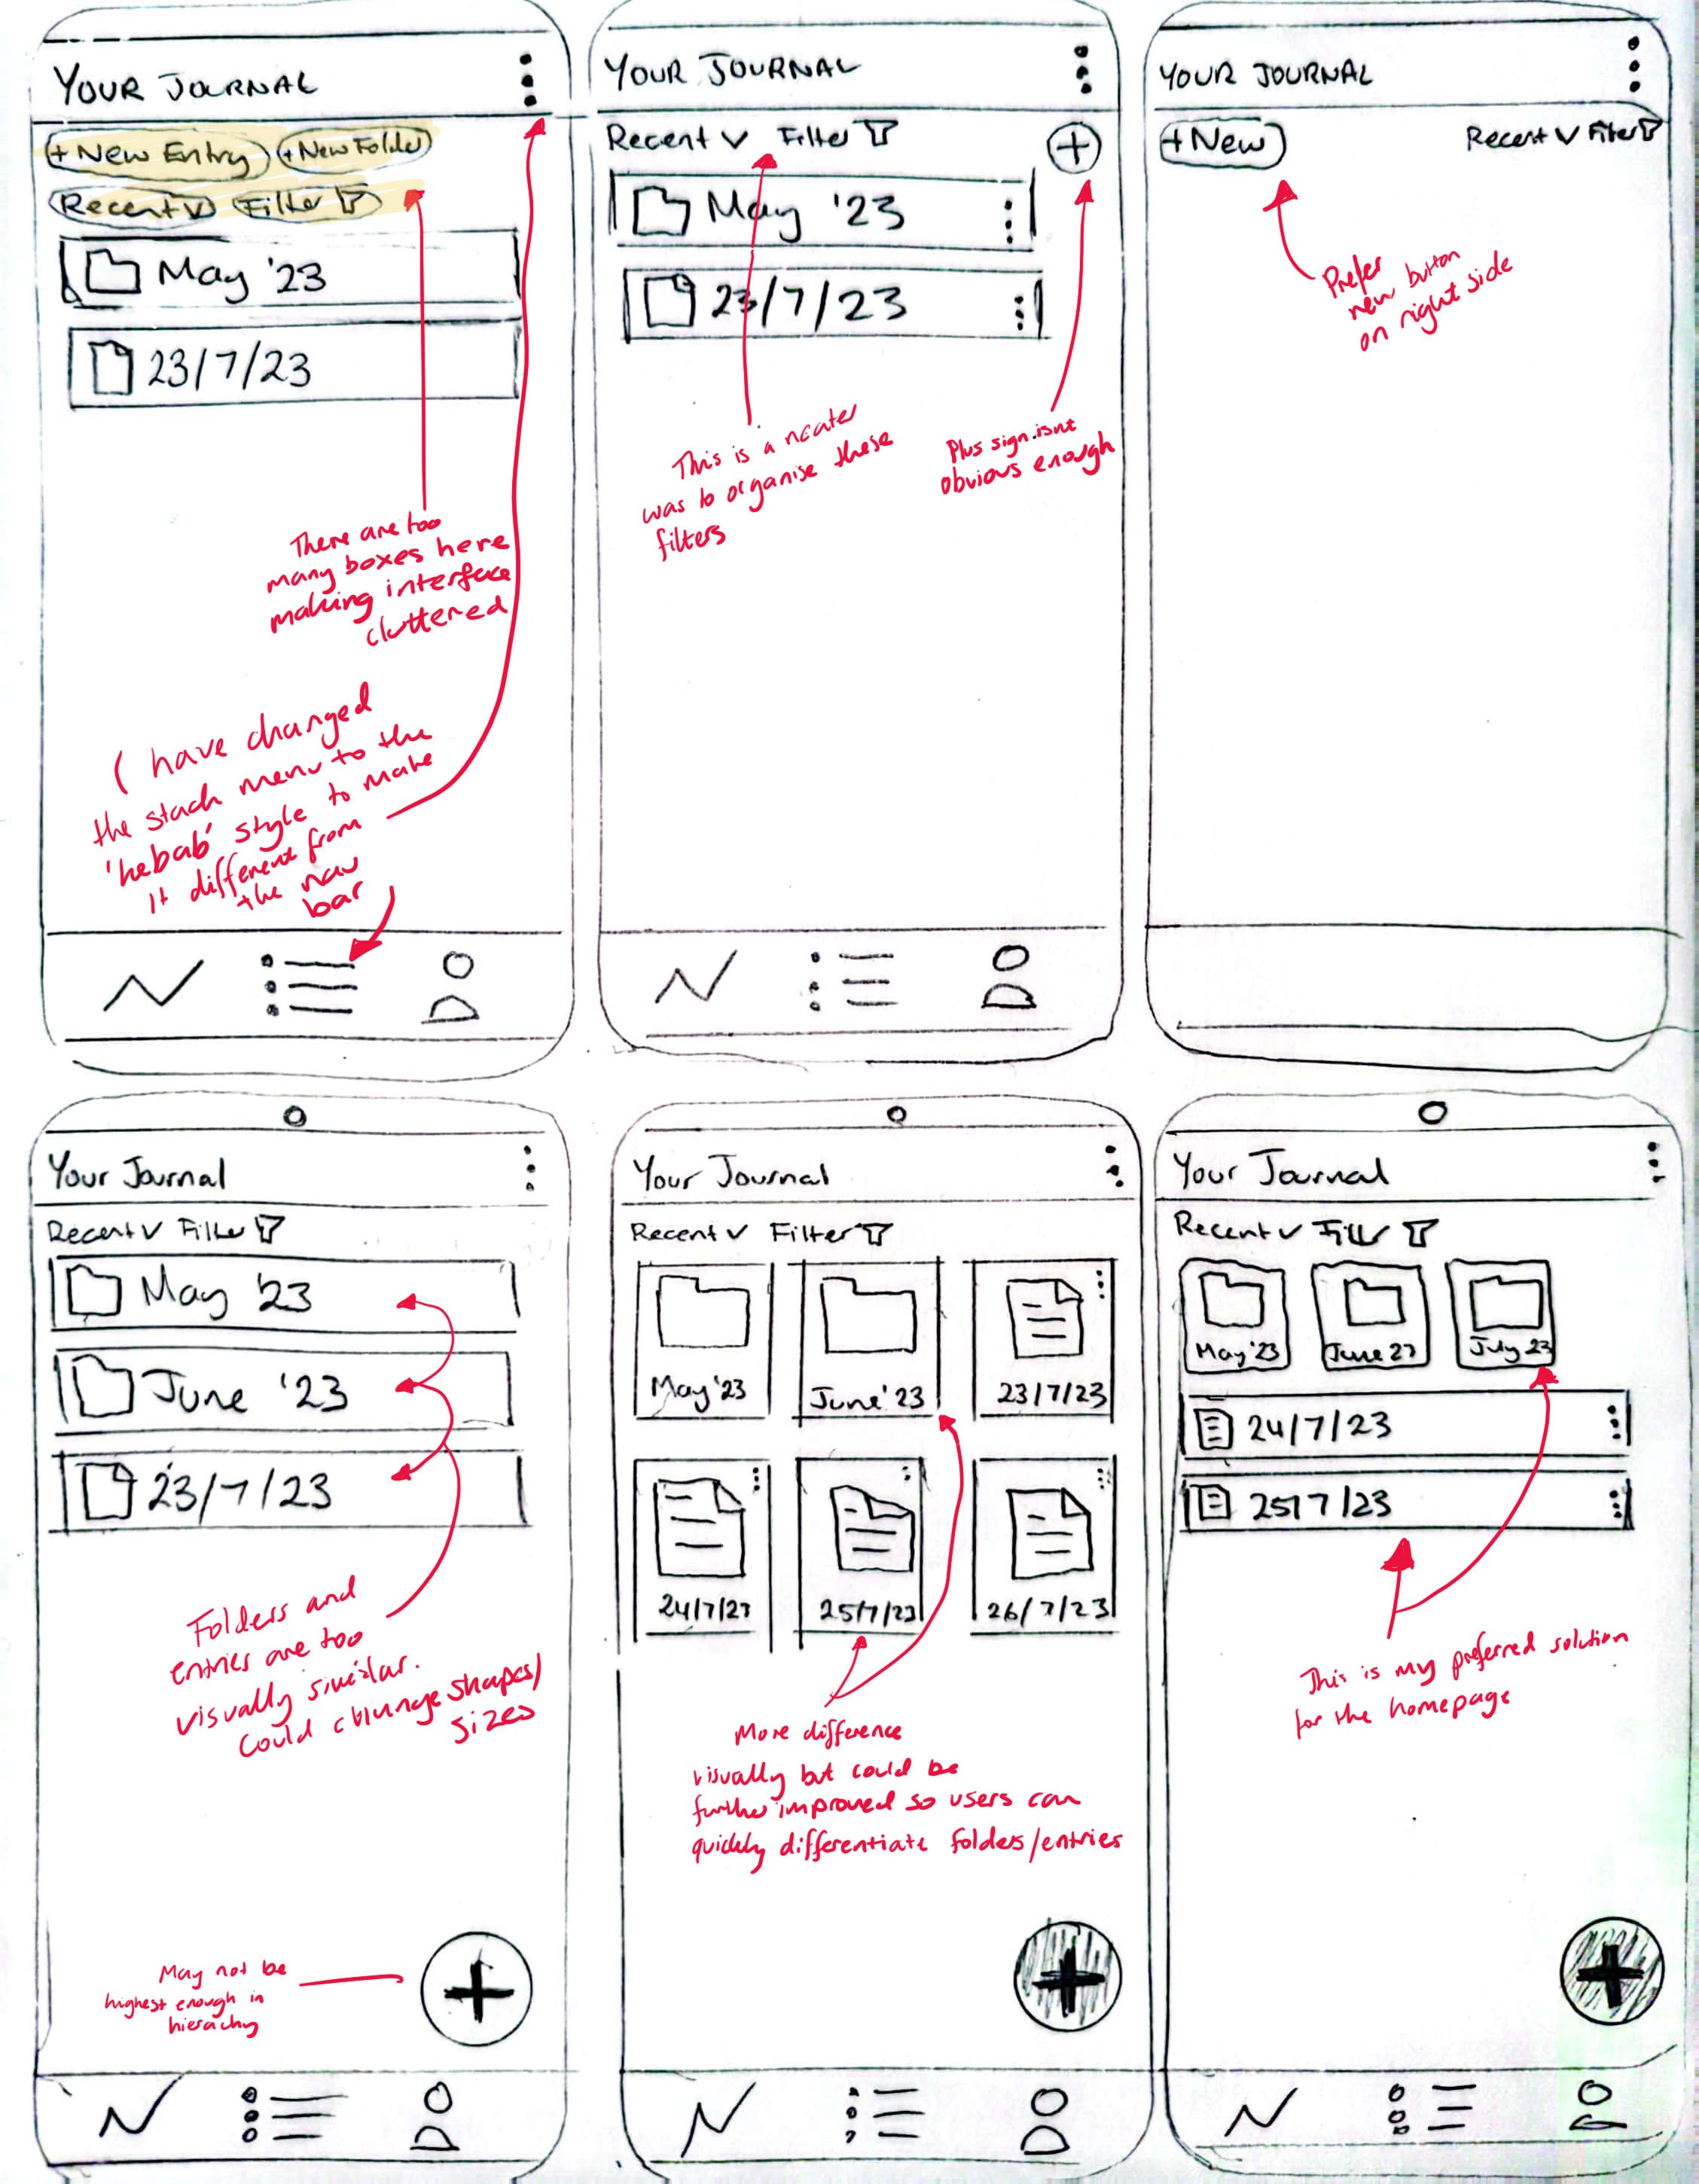 YOUR JOURNAL
+ New Entry
+ New Folder
Recent
Filter
May '23
23/7/23
There are too
many boxes here
making interface
cluttered
I have changed
the stack menu to the
'kebab' style to make
it different from
the nav
bar
YOUR JOURNAL
Recent
Filter
+
May '23
23/7/23
This is a neater
was to organise these
filters
Plus sign isnt
obvious enough
YOUR JOURNAL
+ New
Recent
Filter
Prefer
new button
on right side
Your Journal
Recent
Filter
May '23
June '23
23/7/23
Folders and
entries are too
visually similar.
Could change shapes/
sizes
May not be
highest enough in
hierachy
+
Your Journal
Recent
Filter
May '23
June '23
23/7/23
24/7/23
25/7/23
26/7/23
More difference
visually but could be
further improved so users can
quickly differentiate folders/entries
+
Your Journal
Recent
Filter
May '23
June 23
July 23
24/7/23
25/7/23
This is my preferred solution
for the homepage
+